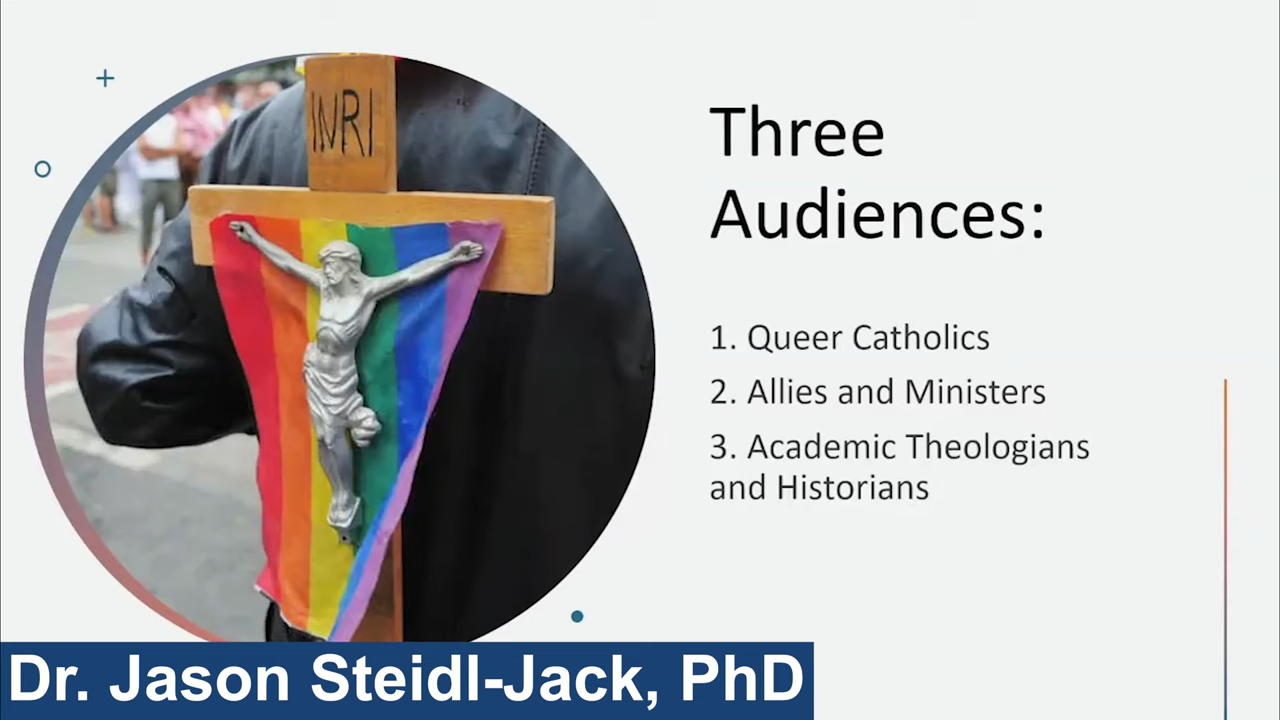 INRI
Three
Audiences:
1. Queer Catholics
2. Allies and Ministers
3. Academic Theologians
and Historians
Dr. Jason Steidl-Jack, PhD